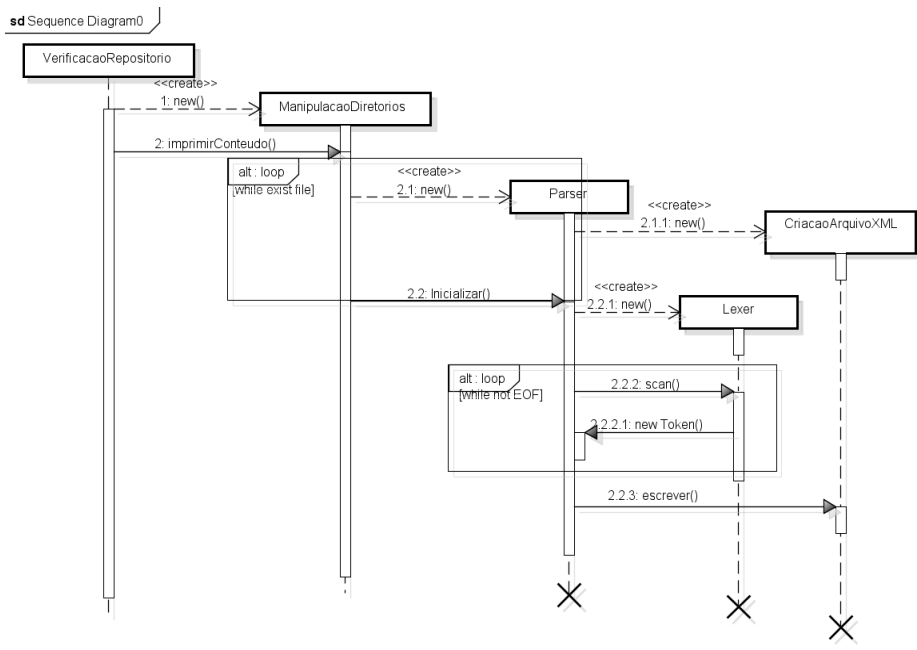 sd Sequence Diagram0
VerificacaoRepositorio
<<create>>
1: new()
ManipulacaoDiretorios
2: imprimirConteudo()
alt : loop
[while exist file]
<<create>>
2.1: new()
Parser
<<create>>
2.1.1: new()
CriacaoArquivoXML
2.2: Inicializar()
<<create>>
2.2.1: new()
Lexer
alt : loop
[while not EOF]
2.2.2: scan()
2.2.2.1: new Token()
2.2.3: escrever()